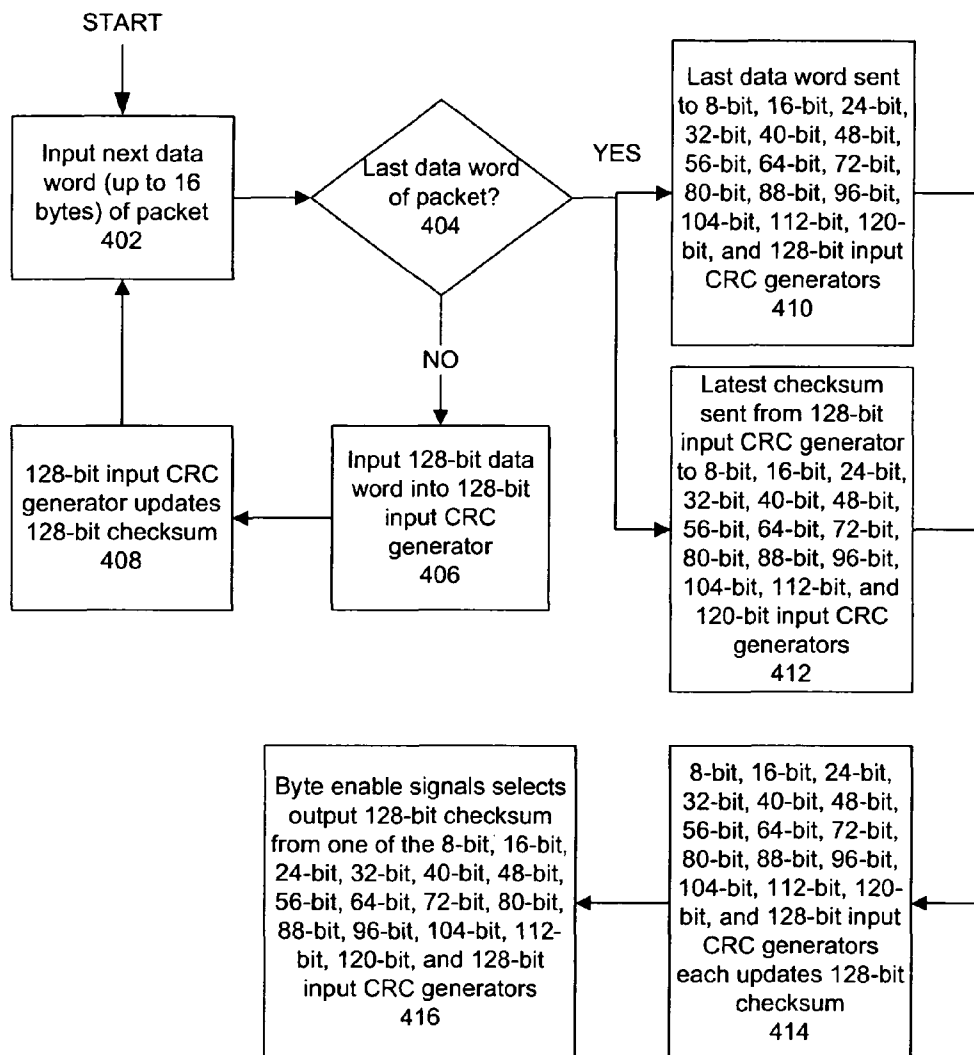 START
Input next data
word (up to 16
bytes) of packet
402
Last data word
of packet?
404
YES
NO
Last data word sent
to 8-bit, 16-bit, 24-bit,
32-bit, 40-bit, 48-bit,
56-bit, 64-bit, 72-bit,
80-bit, 88-bit, 96-bit,
104-bit, 112-bit, 120-
bit, and 128-bit input
CRC generators
410
128-bit input CRC
generator updates
128-bit checksum
408
Input 128-bit data
word into 128-bit
input CRC
generator
406
Latest checksum
sent from 128-bit
input CRC generator
to 8-bit, 16-bit, 24-bit,
32-bit, 40-bit, 48-bit,
56-bit, 64-bit, 72-bit,
80-bit, 88-bit, 96-bit,
104-bit, 112-bit, and
120-bit input CRC
generators
412
Byte enable signals selects
output 128-bit checksum
from one of the 8-bit, 16-bit,
24-bit, 32-bit, 40-bit, 48-bit,
56-bit, 64-bit, 72-bit, 80-bit,
88-bit, 96-bit, 104-bit, 112-
bit, 120-bit, and 128-bit
input CRC generators
416
8-bit, 16-bit, 24-bit,
32-bit, 40-bit, 48-bit,
56-bit, 64-bit, 72-bit,
80-bit, 88-bit, 96-bit,
104-bit, 112-bit, 120-
bit, and 128-bit input
CRC generators
each updates 128-bit
checksum
414